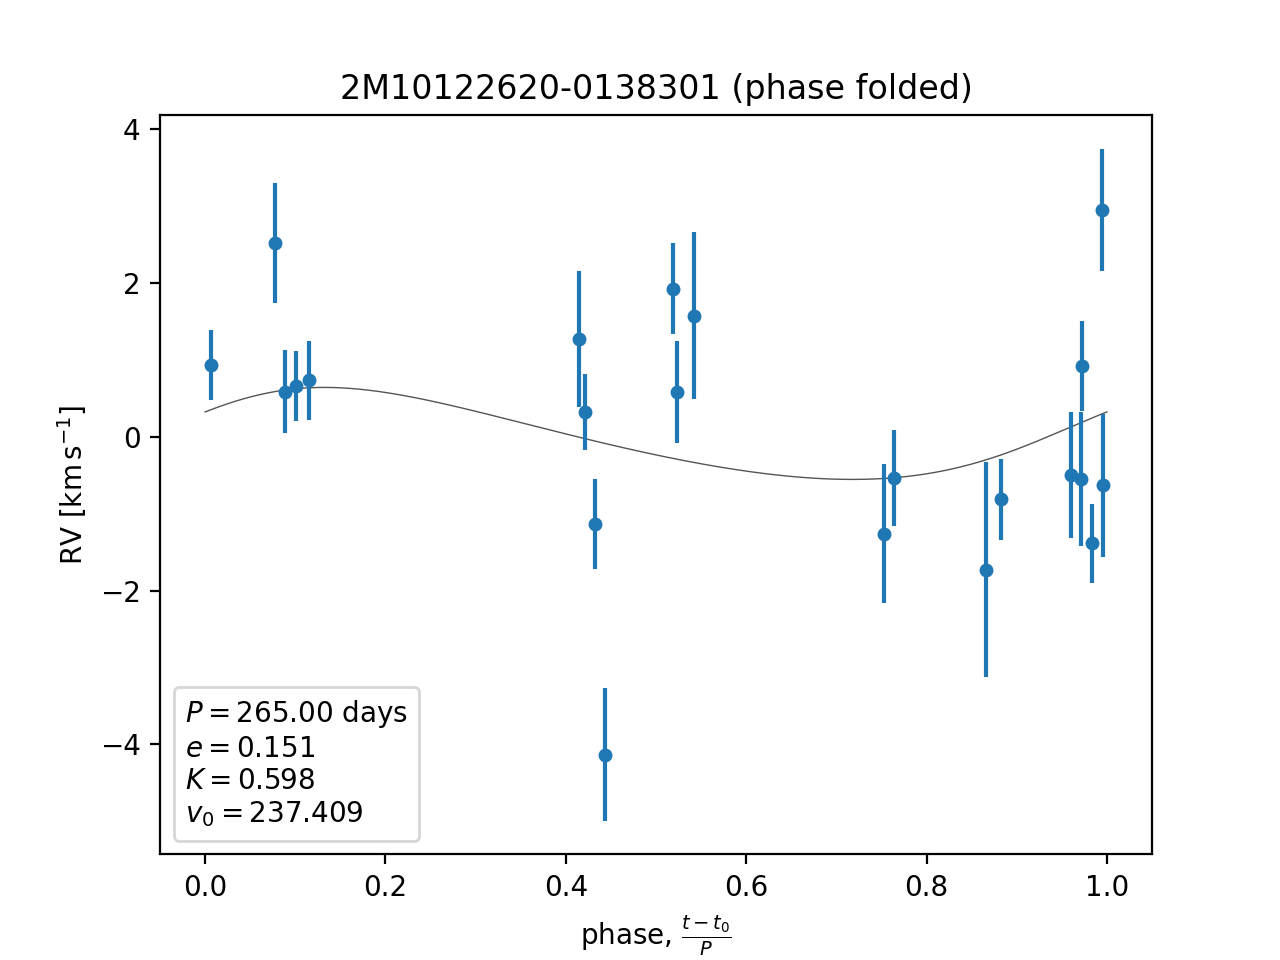 2M10122620-0138301 (phase folded)
4
2
0
−2
−4
RV [km s⁻¹]
P = 265.00 days
e = 0.151
K = 0.598
v₀ = 237.409
0.0 0.2 0.4 0.6 0.8 1.0
phase, (t − t₀)/P